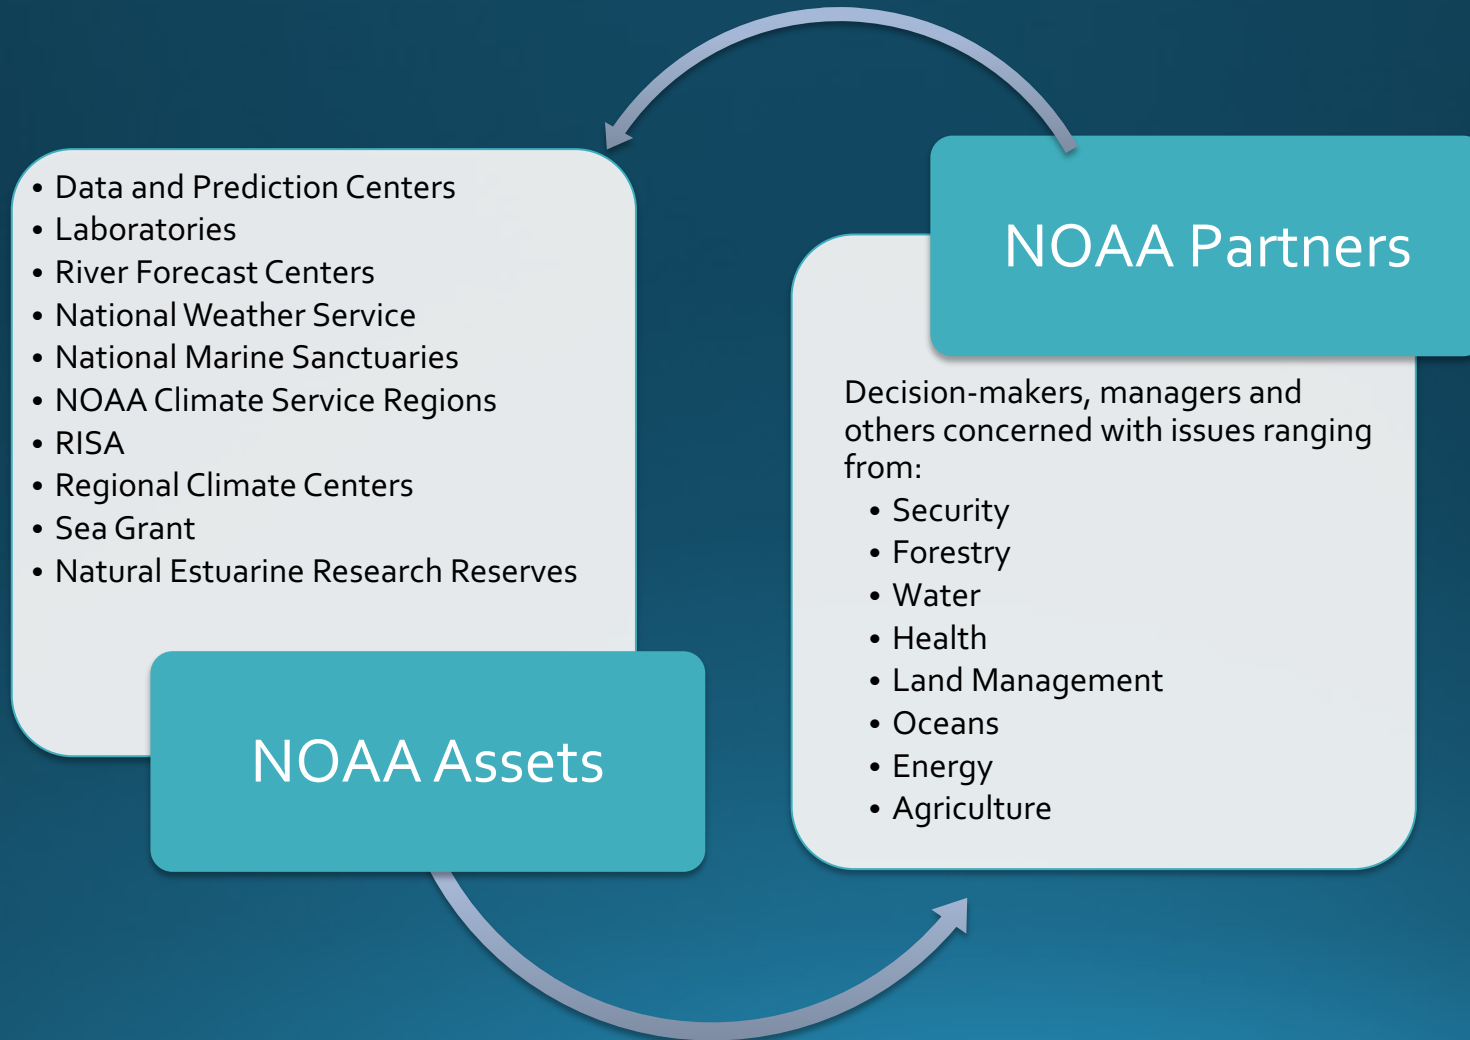 • Data and Prediction Centers
• Laboratories
• River Forecast Centers
• National Weather Service
• National Marine Sanctuaries
• NOAA Climate Service Regions
• RISA
• Regional Climate Centers
• Sea Grant
• Natural Estuarine Research Reserves
NOAA Assets
NOAA Partners
Decision-makers, managers and
others concerned with issues ranging
from:
• Security
• Forestry
• Water
• Health
• Land Management
• Oceans
• Energy
• Agriculture